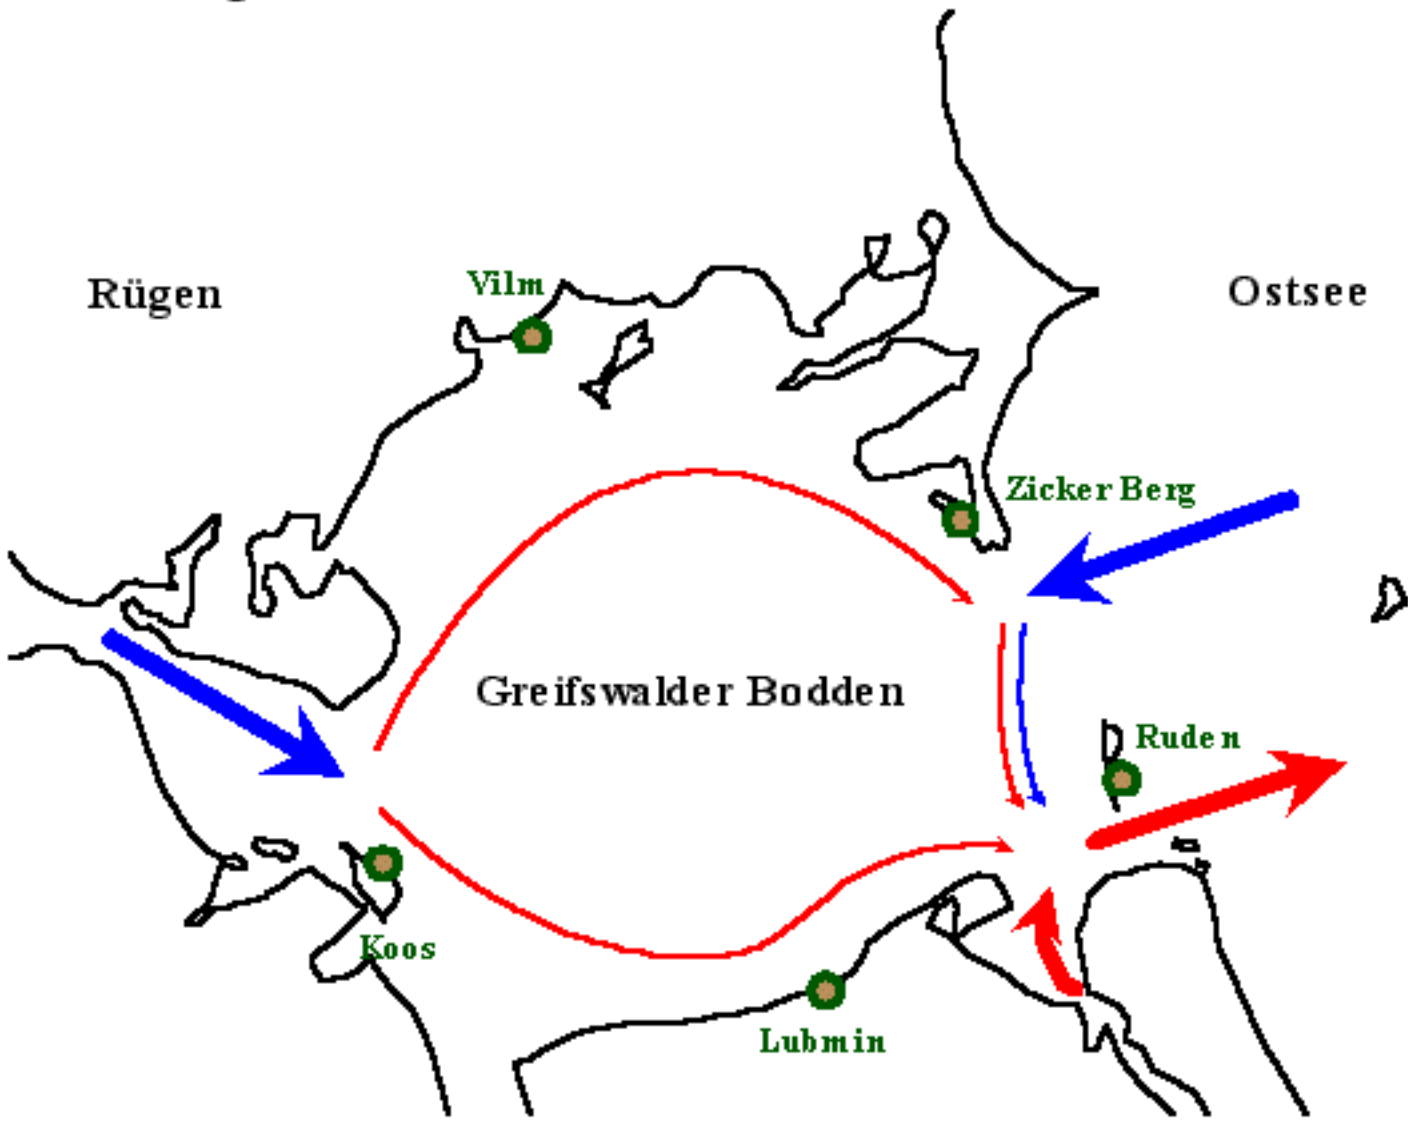 Vilm
Rügen
Ostsee
Zicker Berg
Greifswalder Bodden
Ruden
Koos
Lubmin